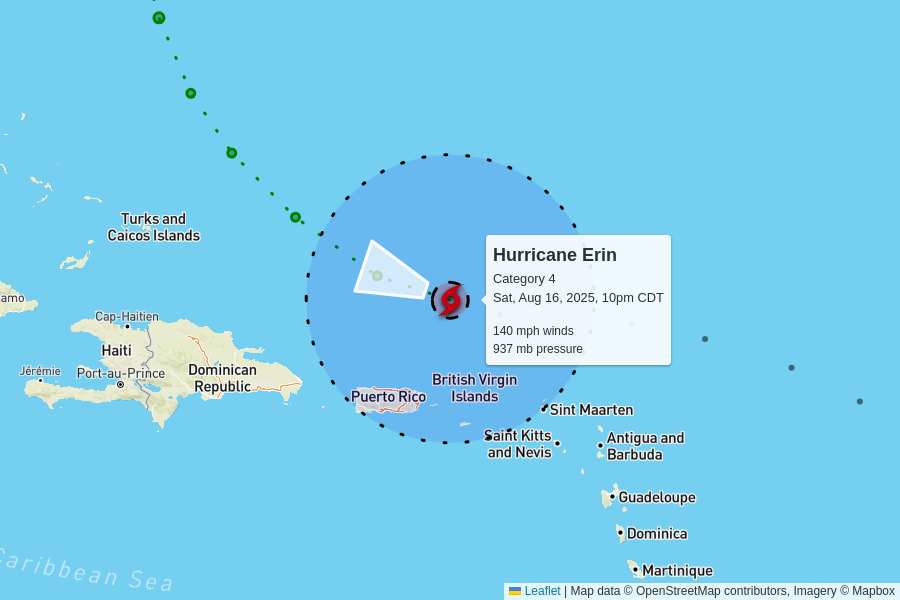 Turks and
Caicos Islands
Hurricane Erin
Category 4
Sat, Aug 16, 2025, 10pm CDT
140 mph winds
937 mb pressure
amo
Cap-Haitien
Haiti
Jérémie
Port-au-Prince
Dominican
Republic
Puerto Rico
British Virgin
Islands
Sint Maarten
Saint Kitts
and Nevis
Antigua and
Barbuda
Guadeloupe
Dominica
Martinique
Caribbean Sea
Leaflet | Map data © OpenStreetMap contributors, Imagery © Mapbox